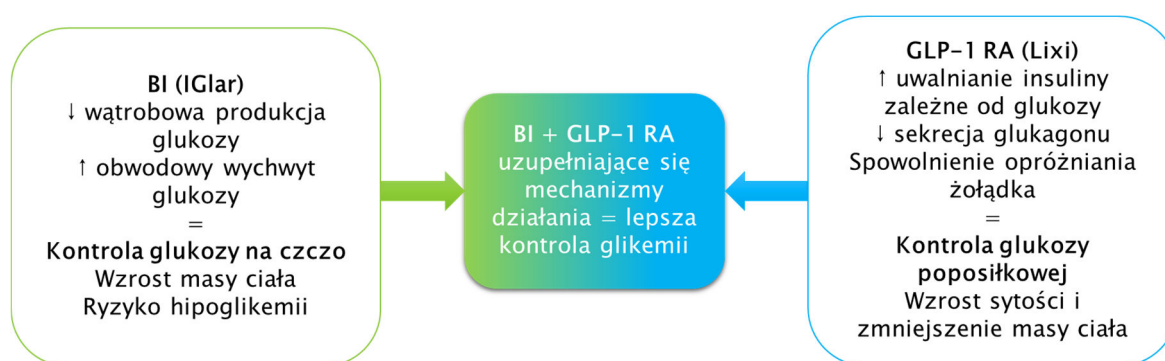 BI (IGlar)
↓ wątrobowa produkcja
glukozy
↑ obwodowy wychwyt
glukozy
=
Kontrola glukozy na czczo
Wzrost masy ciała
Ryzyko hipoglikemii
BI + GLP-1 RA
uzupełniające się
mechanizmy
działania = lepsza
kontrola glikemii
GLP-1 RA (Lixi)
↑ uwalnianie insuliny
zależne od glukozy
↓ sekrecja glukagonu
Spowolnienie opróżniania
żołądka
=
Kontrola glukozy
poposiłkowej
Wzrost sytości i
zmniejszenie masy ciała